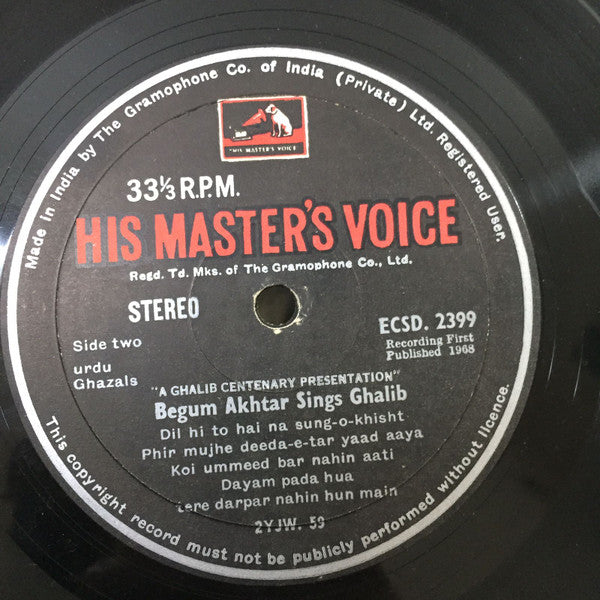 Made in India by The Gramophone Co. of India (Private) Ltd. Registered User.
"HIS MASTER'S VOICE"
33⅓ R.P.M.
HIS MASTER'S VOICE
Regd. Td. Mks. of The Gramophone Co., Ltd.
STEREO
ECSD. 2399
Side two
Recording First
Published 1968
urdu
Ghazals
"A GHALIB CENTENARY PRESENTATION"
Begum Akhtar Sings Ghalib
Dil hi to hai na sung-o-khisht
Phir mujhe deeda-e-tar yaad aaya
Koi ummeed bar nahin aati
Dayam pada hua
tere darpar nahin hun main
2YJW. 59
This copyright record must not be publicly performed without licence.